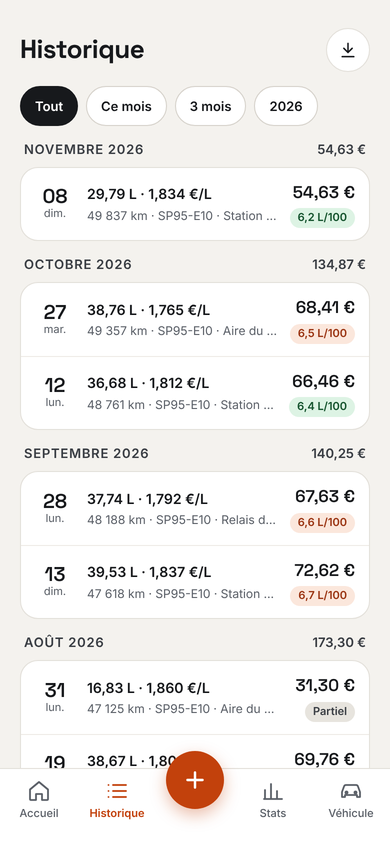 Historique
Tout
Ce mois
3 mois
2026
NOVEMBRE 2026 54,63 €
08 29,79 L · 1,834 €/L 54,63 €
dim. 49 837 km · SP95-E10 · Station ... 6,2 L/100
OCTOBRE 2026 134,87 €
27 38,76 L · 1,765 €/L 68,41 €
mar. 49 357 km · SP95-E10 · Aire du ... 6,5 L/100
12 36,68 L · 1,812 €/L 66,46 €
lun. 48 761 km · SP95-E10 · Station ... 6,4 L/100
SEPTEMBRE 2026 140,25 €
28 37,74 L · 1,792 €/L 67,63 €
lun. 48 188 km · SP95-E10 · Relais d... 6,6 L/100
13 39,53 L · 1,837 €/L 72,62 €
dim. 47 618 km · SP95-E10 · Station ... 6,7 L/100
AOÛT 2026 173,30 €
31 16,83 L · 1,860 €/L 31,30 €
lun. 47 125 km · SP95-E10 · Aire du ... Partiel
19 38,67 L · 69,76 €
Accueil
Historique
Stats
Véhicule